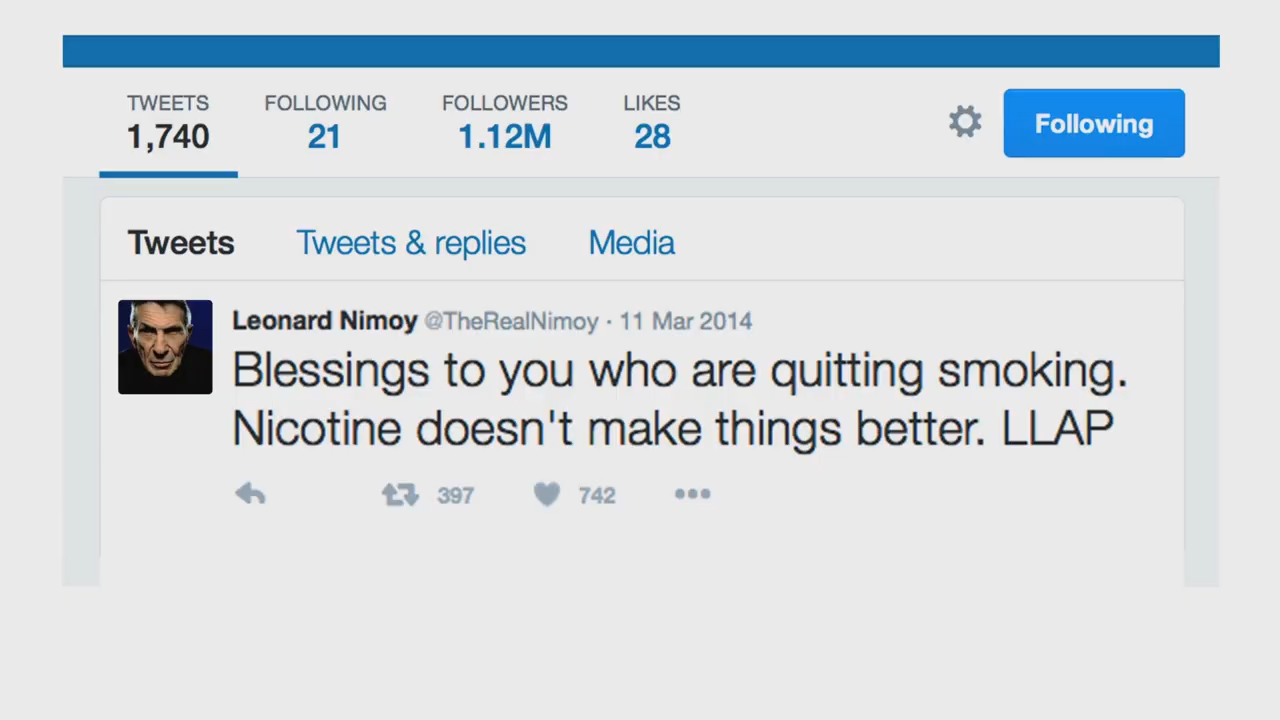 TWEETS FOLLOWING FOLLOWERS LIKES
1,740 21 1.12M 28 Following
Tweets Tweets & replies Media
Leonard Nimoy @TheRealNimoy · 11 Mar 2014
Blessings to you who are quitting smoking.
Nicotine doesn't make things better. LLAP
397 742